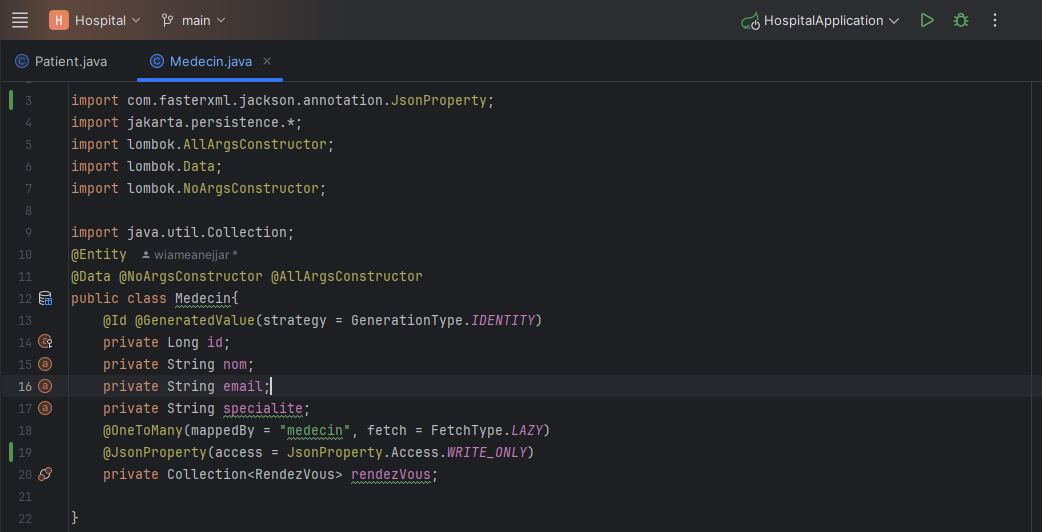 H Hospital main HospitalApplication
Patient.java Medecin.java
3 import com.fasterxml.jackson.annotation.JsonProperty;
4 import jakarta.persistence.*;
5 import lombok.AllArgsConstructor;
6 import lombok.Data;
7 import lombok.NoArgsConstructor;
8
9 import java.util.Collection;
10 @Entity wiameanejjar *
11 @Data @NoArgsConstructor @AllArgsConstructor
12 public class Medecin{
13 @Id @GeneratedValue(strategy = GenerationType.IDENTITY)
14 private Long id;
15 private String nom;
16 private String email;
17 private String specialite;
18 @OneToMany(mappedBy = "medecin", fetch = FetchType.LAZY)
19 @JsonProperty(access = JsonProperty.Access.WRITE_ONLY)
20 private Collection<RendezVous> rendezVous;
21
22 }